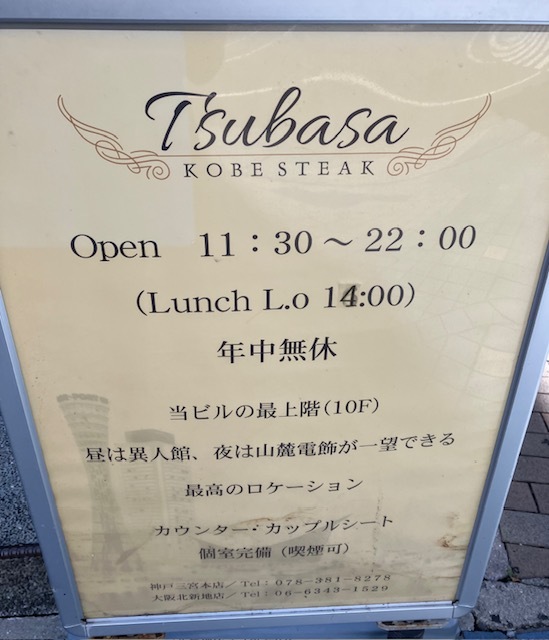 Tsubasa
KOBE STEAK
Open 11：30～22：00
(Lunch L.o 14:00)
年中無休
当ビルの最上階(10F)
昼は異人館、夜は山麓電飾が一望できる
最高のロケーション
カウンター・カップルシート
個室完備（喫煙可）
神戸三宮本店／Tel：078-381-8278
大阪北新地店／Tel：06-6343-1529